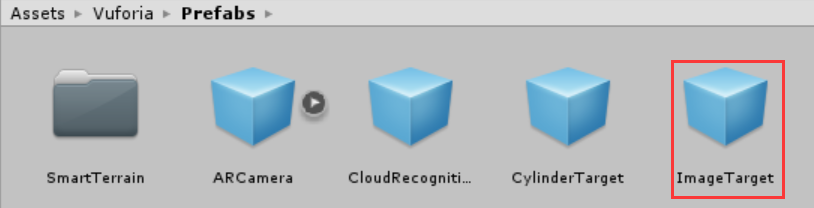 Assets ▸ Vuforia ▸ Prefabs ▸
SmartTerrain ARCamera CloudRecogniti... CylinderTarget ImageTarget